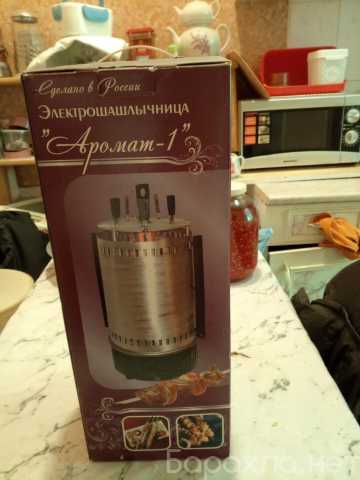 Сделано в России
Электрошашлычница
"Аромат-1"
Барахла.нет